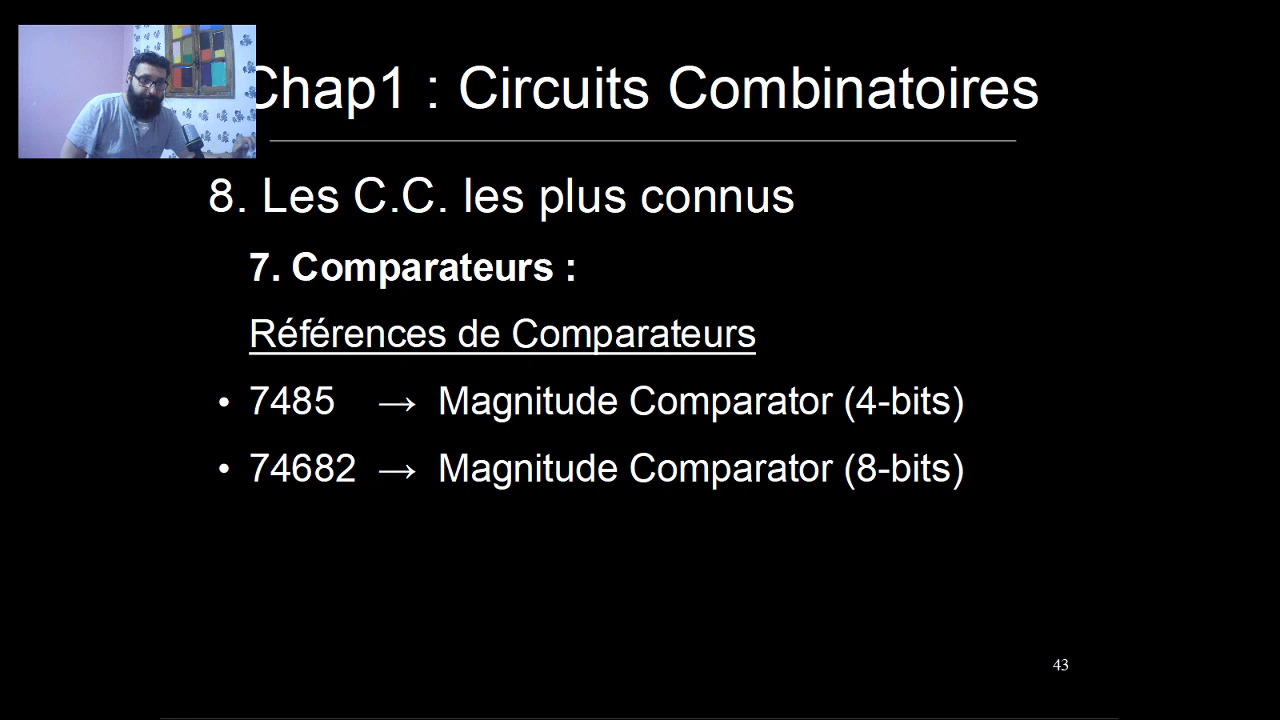 Chap1 : Circuits Combinatoires
8. Les C.C. les plus connus
7. Comparateurs :
Références de Comparateurs
• 7485 → Magnitude Comparator (4-bits)
• 74682 → Magnitude Comparator (8-bits)
43